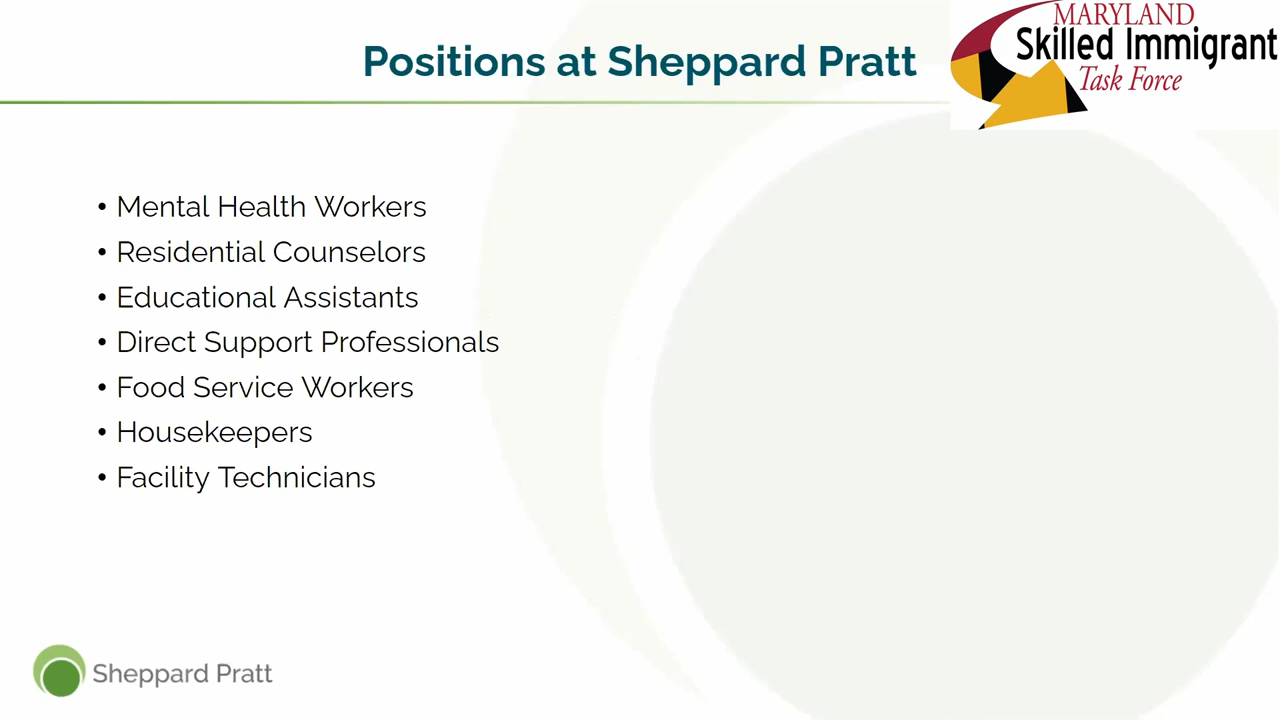 Positions at Sheppard Pratt
MARYLAND
Skilled Immigrant
Task Force
• Mental Health Workers
• Residential Counselors
• Educational Assistants
• Direct Support Professionals
• Food Service Workers
• Housekeepers
• Facility Technicians
Sheppard Pratt